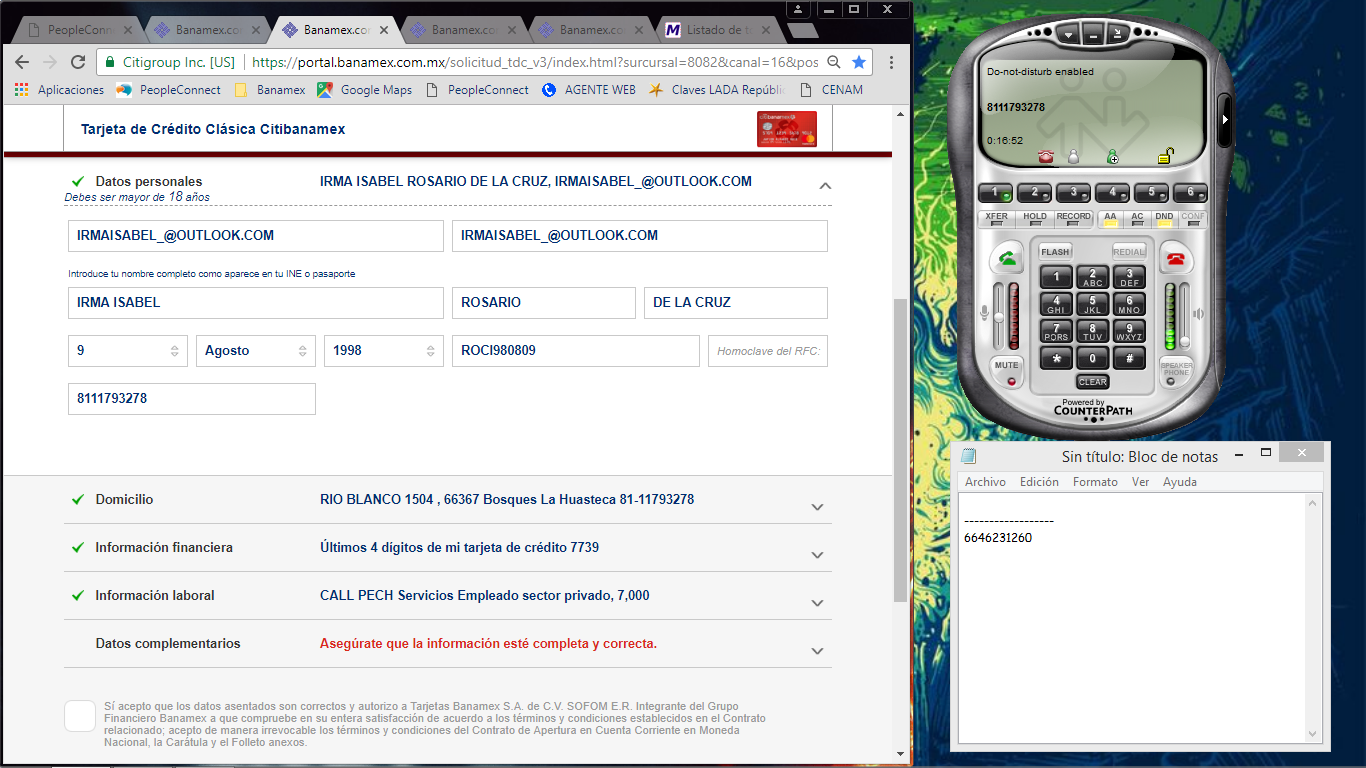 PeopleConn
Banamex.co
Banamex.co
Banamex.co
Banamex.co
Listado de t
Citigroup Inc. [US]
https://portal.banamex.com.mx/solicitud_tdc_v3/index.html?surcursal=8082&canal=16&pos
Aplicaciones
PeopleConnect
Banamex
Google Maps
PeopleConnect
AGENTE WEB
Claves LADA Repúblic
CENAM
Tarjeta de Crédito Clásica Citibanamex
Datos personales
IRMA ISABEL ROSARIO DE LA CRUZ, IRMAISABEL_@OUTLOOK.COM
Debes ser mayor de 18 años
IRMAISABEL_@OUTLOOK.COM
IRMAISABEL_@OUTLOOK.COM
Introduce tu nombre completo como aparece en tu INE o pasaporte
IRMA ISABEL
ROSARIO
DE LA CRUZ
9
Agosto
1998
ROCI980809
Homoclave del RFC:
8111793278
Domicilio
RIO BLANCO 1504 , 66367 Bosques La Huasteca 81-11793278
Información financiera
Últimos 4 dígitos de mi tarjeta de crédito 7739
Información laboral
CALL PECH Servicios Empleado sector privado, 7,000
Datos complementarios
Asegúrate que la información esté completa y correcta.
Sí acepto que los datos asentados son correctos y autorizo a Tarjetas Banamex S.A. de C.V. SOFOM E.R. Integrante del Grupo
Financiero Banamex a que compruebe en su entera satisfacción de acuerdo a los términos y condiciones establecidos en el Contrato
relacionado; acepto de manera irrevocable los términos y condiciones del Contrato de Apertura en Cuenta Corriente en Moneda
Nacional, la Carátula y el Folleto anexos.
Do-not-disturb enabled
8111793278
0:16:52
1 2 3 4 5 6
XFER HOLD RECORD AA AC DND CONF
FLASH
REDIAL
1 2 ABC 3 DEF
4 GHI 5 JKL 6 MNO
7 PQRS 8 TUV 9 WXYZ
* 0 #
MUTE
SPEAKER PHONE
CLEAR
Powered by
COUNTERPATH
Sin título: Bloc de notas
Archivo Edición Formato Ver Ayuda
------------------
6646231260